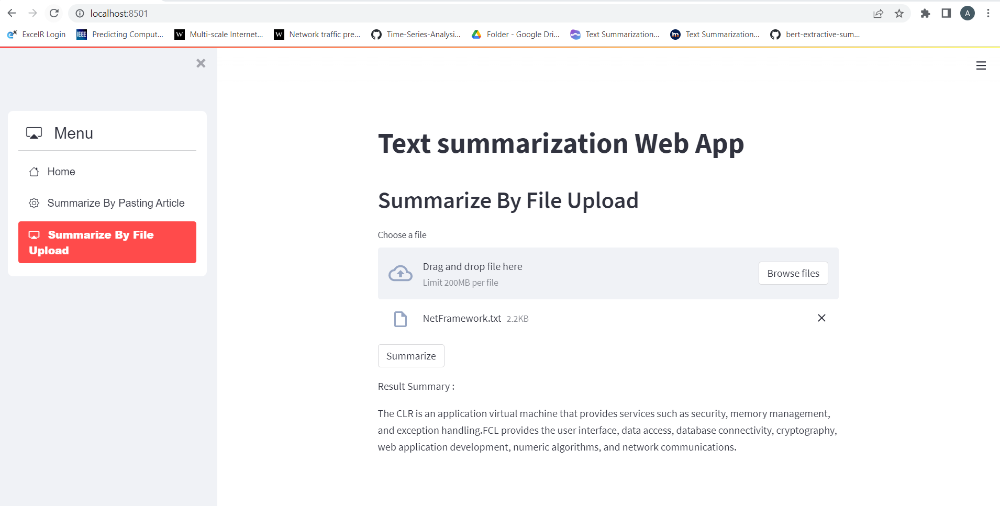 localhost:8501
A
ExcelR Login
IEEE
Predicting Comput...
W
Multi-scale Internet...
W
Network traffic pre...
Time-Series-Analysi...
Folder - Google Dri...
Text Summarization...
m
Text Summarization...
bert-extractive-sum...
Menu
Home
Summarize By Pasting Article
Summarize By File
Upload
Text summarization Web App
Summarize By File Upload
Choose a file
Drag and drop file here
Limit 200MB per file
Browse files
NetFramework.txt 2.2KB
Summarize
Result Summary :
The CLR is an application virtual machine that provides services such as security, memory management,
and exception handling.FCL provides the user interface, data access, database connectivity, cryptography,
web application development, numeric algorithms, and network communications.